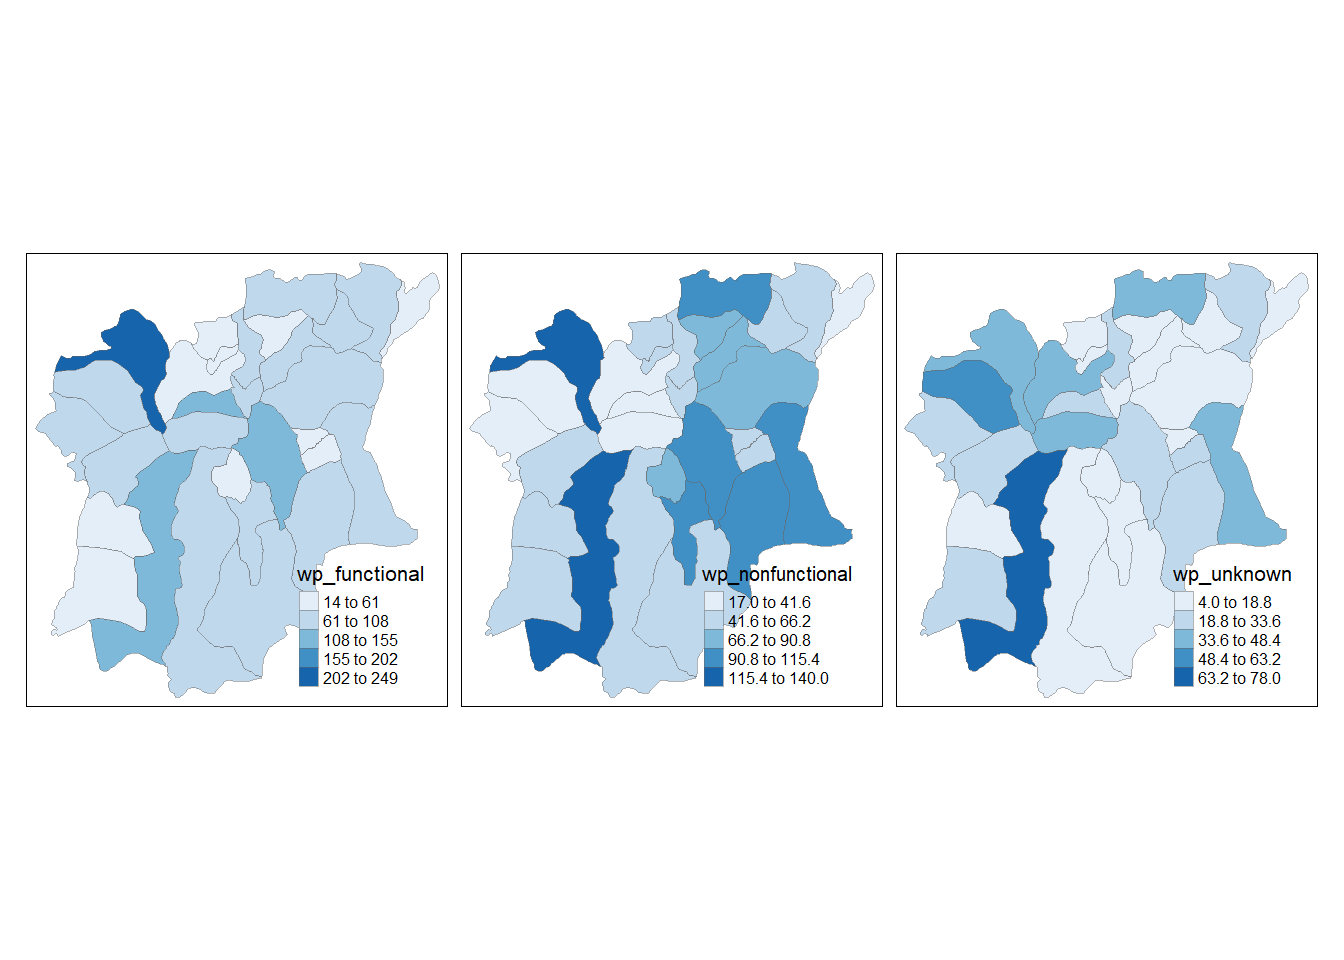 wp_functional
14 to 61
61 to 108
108 to 155
155 to 202
202 to 249
wp_nonfunctional
17.0 to 41.6
41.6 to 66.2
66.2 to 90.8
90.8 to 115.4
115.4 to 140.0
wp_unknown
4.0 to 18.8
18.8 to 33.6
33.6 to 48.4
48.4 to 63.2
63.2 to 78.0